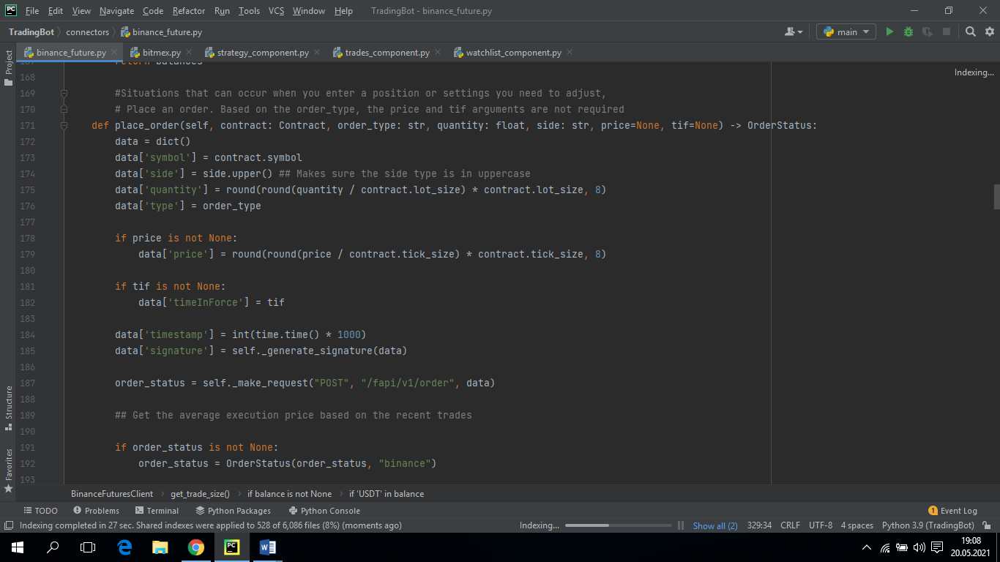 PC File Edit View Navigate Code Refactor Run Tools VCS Window Help TradingBot - binance_future.py
TradingBot connectors binance_future.py main
binance_future.py bitmex.py strategy_component.py trades_component.py watchlist_component.py
Project
Indexing...
167 return balances
168
169 #Situations that can occur when you enter a position or settings you need to adjust,
170 # Place an order. Based on the order_type, the price and tif arguments are not required
171 def place_order(self, contract: Contract, order_type: str, quantity: float, side: str, price=None, tif=None) -> OrderStatus:
172 data = dict()
173 data['symbol'] = contract.symbol
174 data['side'] = side.upper() ## Makes sure the side type is in uppercase
175 data['quantity'] = round(round(quantity / contract.lot_size) * contract.lot_size, 8)
176 data['type'] = order_type
177
178 if price is not None:
179 data['price'] = round(round(price / contract.tick_size) * contract.tick_size, 8)
180
181 if tif is not None:
182 data['timeInForce'] = tif
183
184 data['timestamp'] = int(time.time() * 1000)
185 data['signature'] = self._generate_signature(data)
186
187 order_status = self._make_request("POST", "/fapi/v1/order", data)
188
189 ## Get the average execution price based on the recent trades
190
191 if order_status is not None:
192 order_status = OrderStatus(order_status, "binance")
193
Structure
Favorites
BinanceFuturesClient get_trade_size() if balance is not None if 'USDT' in balance
TODO Problems Terminal Python Packages Python Console 1 Event Log
Indexing completed in 27 sec. Shared indexes were applied to 528 of 6,086 files (8%) (moments ago) Indexing... Show all (2) 329:34 CRLF UTF-8 4 spaces Python 3.9 (TradingBot)
19:08
20.05.2021